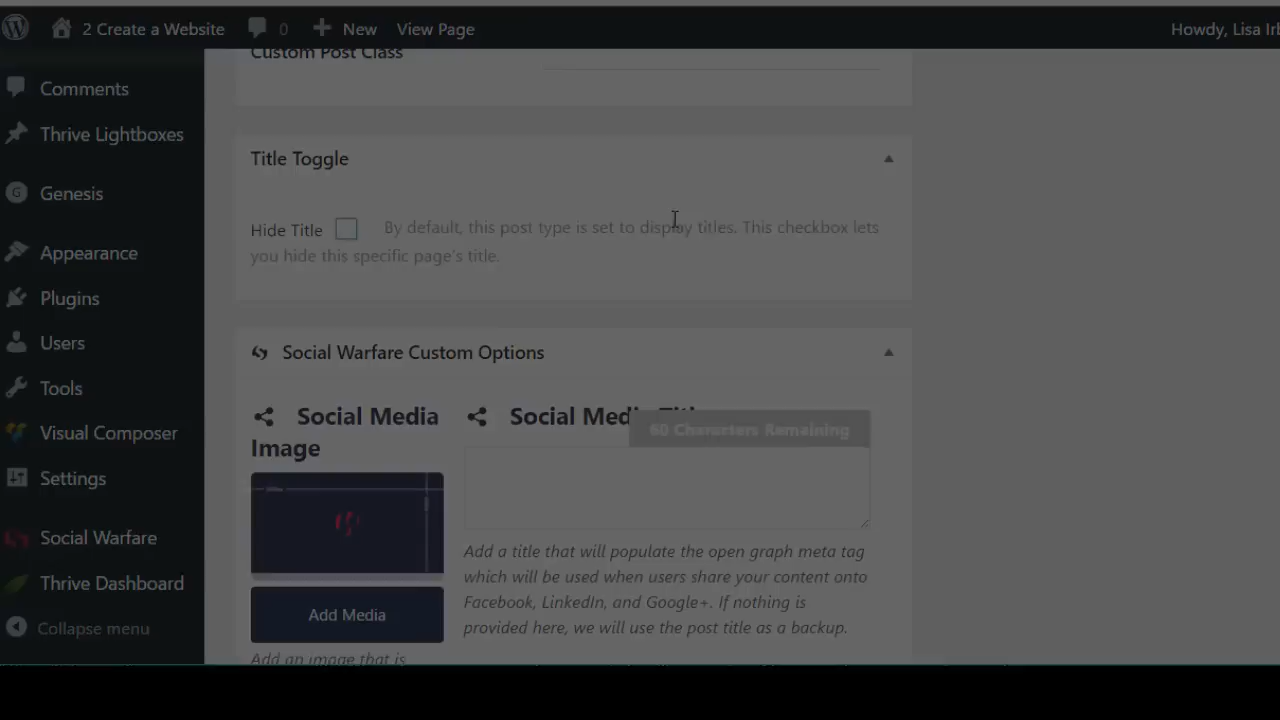 2 Create a Website 0 New View Page Howdy, Lisa Irb
Comments
Thrive Lightboxes
Genesis
Appearance
Plugins
Users
Tools
Visual Composer
Settings
Social Warfare
Thrive Dashboard
Collapse menu
Custom Post Class
Title Toggle
Hide Title By default, this post type is set to display titles. This checkbox lets
you hide this specific page's title.
Social Warfare Custom Options
Social Media
Image
Add Media
Add an image that is
Social Media Title
60 Characters Remaining
Add a title that will populate the open graph meta tag
which will be used when users share your content onto
Facebook, LinkedIn, and Google+. If nothing is
provided here, we will use the post title as a backup.